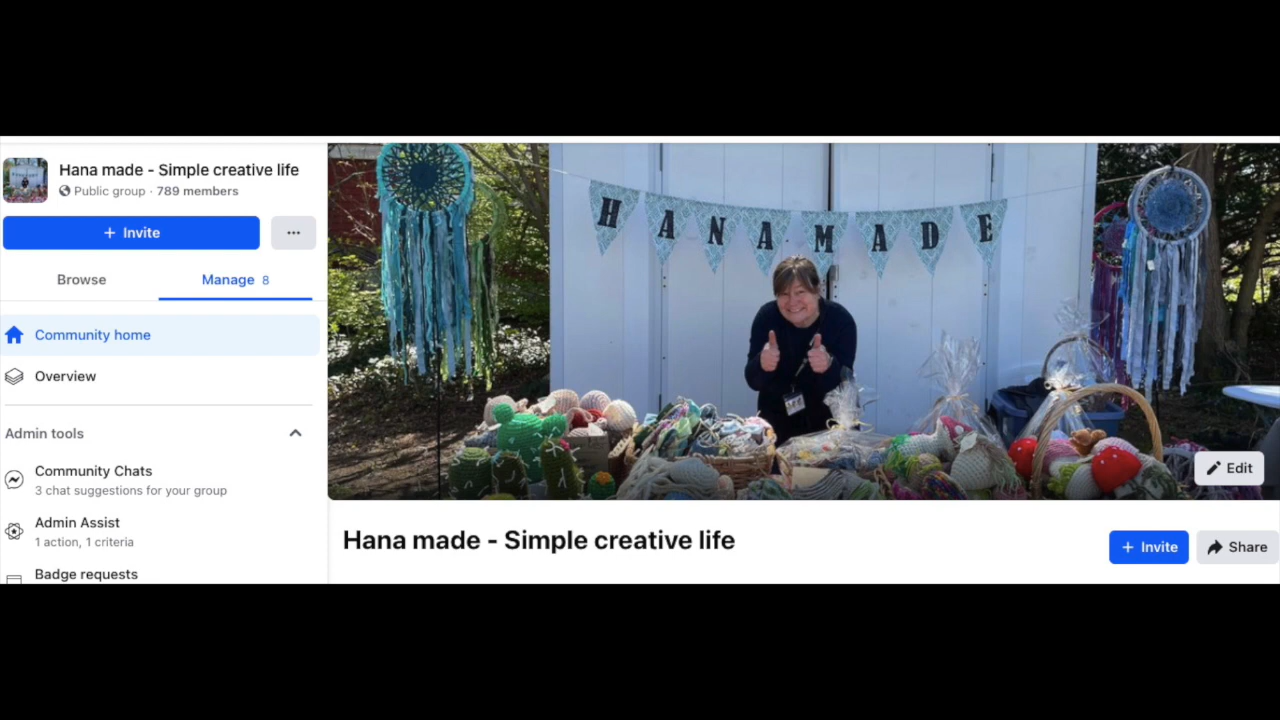 Hana made - Simple creative life
Public group · 789 members
+ Invite
...
Browse
Manage 8
Community home
Overview
Admin tools
Community Chats
3 chat suggestions for your group
Admin Assist
1 action, 1 criteria
Badge requests
HANA MADE
Edit
Hana made - Simple creative life
+ Invite
Share